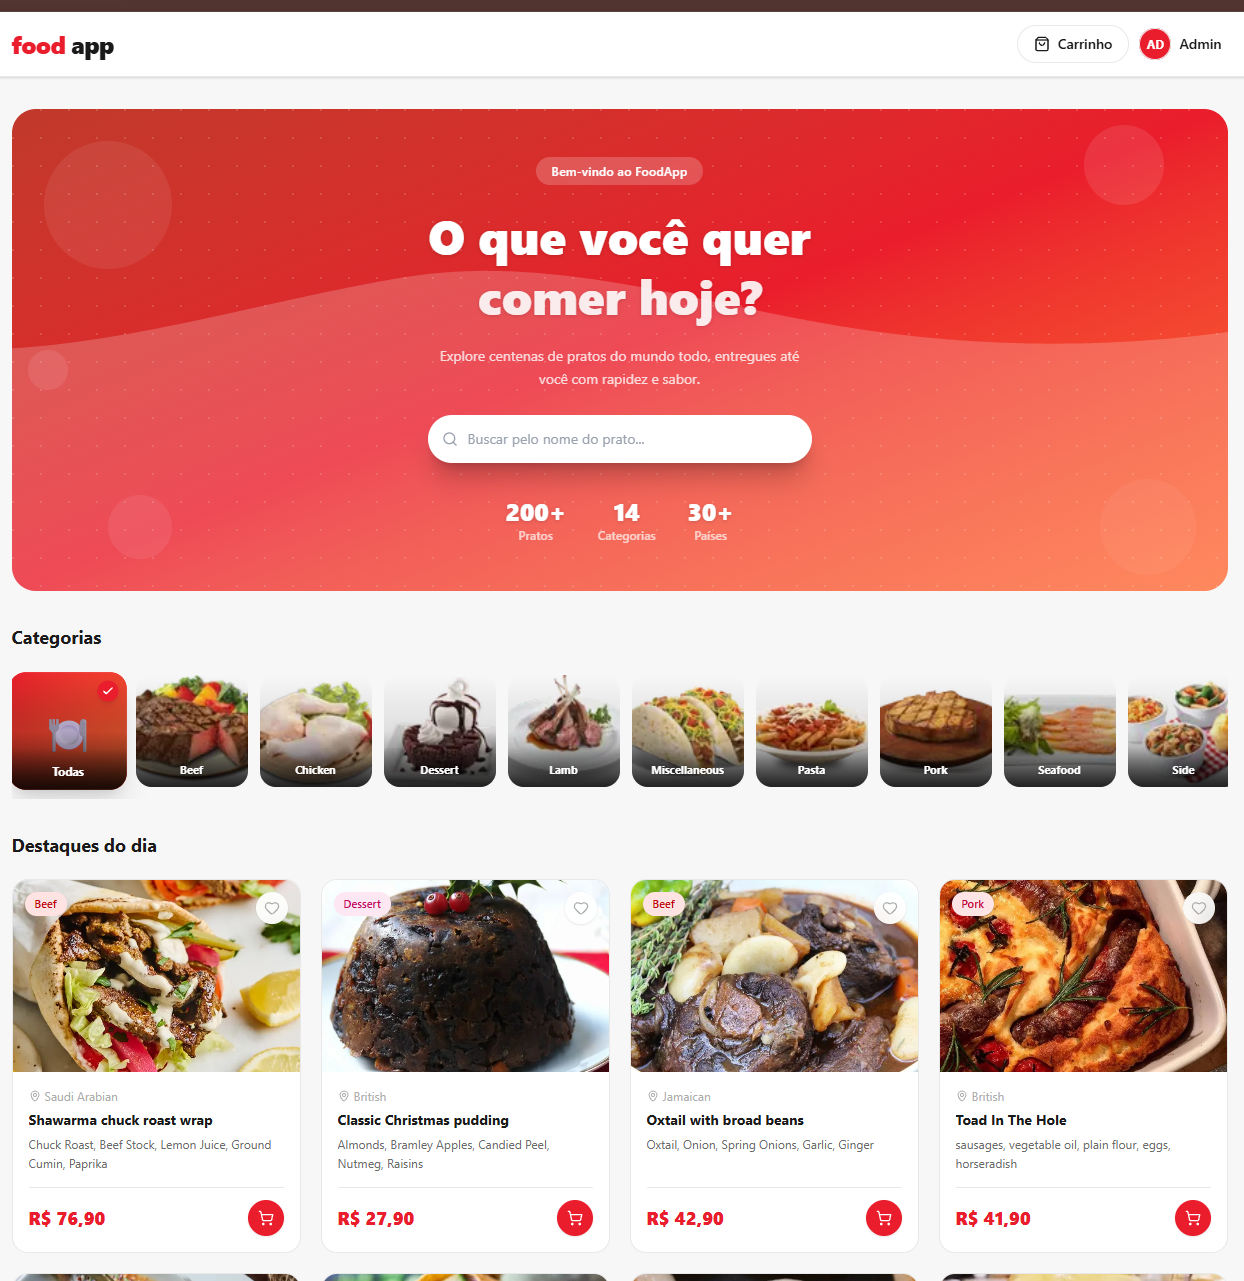 food app
Carrinho
AD
Admin
Bem-vindo ao FoodApp
O que você quer
comer hoje?
Explore centenas de pratos do mundo todo, entregues até
você com rapidez e sabor.
Buscar pelo nome do prato...
200+
14
30+
Pratos
Categorias
Países
Categorias
Todas
Beef
Chicken
Dessert
Lamb
Miscellaneous
Pasta
Pork
Seafood
Side
Destaques do dia
Beef
Saudi Arabian
Shawarma chuck roast wrap
Chuck Roast, Beef Stock, Lemon Juice, Ground
Cumin, Paprika
R$ 76,90
Dessert
British
Classic Christmas pudding
Almonds, Bramley Apples, Candied Peel,
Nutmeg, Raisins
R$ 27,90
Beef
Jamaican
Oxtail with broad beans
Oxtail, Onion, Spring Onions, Garlic, Ginger
R$ 42,90
Pork
British
Toad In The Hole
sausages, vegetable oil, plain flour, eggs,
horseradish
R$ 41,90